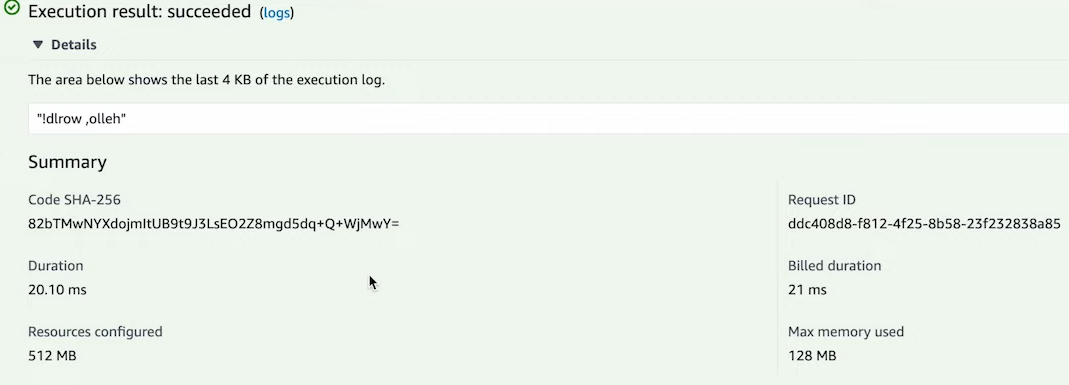 Execution result: succeeded (logs)
Details
The area below shows the last 4 KB of the execution log.
"!dlrow ,olleh"
Summary
Code SHA-256
82bTMwNYXdojmItUB9t9J3LsEO2Z8mgd5dq+Q+WjMwY=
Request ID
ddc408d8-f812-4f25-8b58-23f232838a85
Duration
20.10 ms
Billed duration
21 ms
Resources configured
512 MB
Max memory used
128 MB